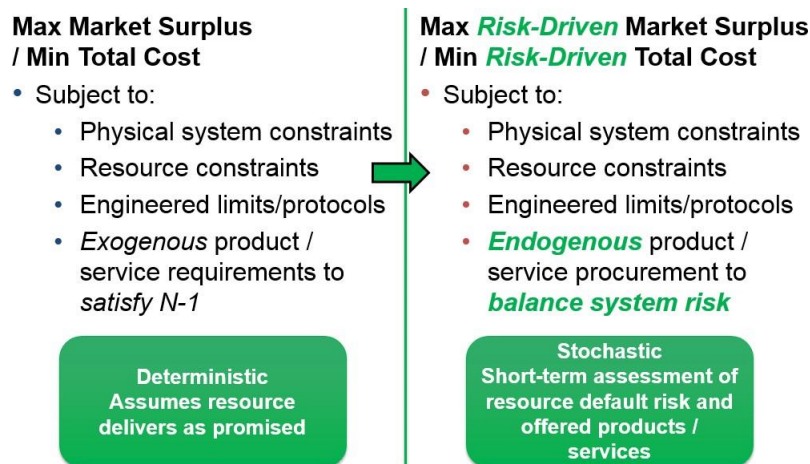 Max Market Surplus
/ Min Total Cost
• Subject to:
• Physical system constraints
• Resource constraints
• Engineered limits/protocols
• Exogenous product /
service requirements to
satisfy N-1
Deterministic
Assumes resource
delivers as promised
Max Risk-Driven Market Surplus
/ Min Risk-Driven Total Cost
• Subject to:
• Physical system constraints
• Resource constraints
• Engineered limits/protocols
• Endogenous product /
service procurement to
balance system risk
Stochastic
Short-term assessment of
resource default risk and
offered products /
services